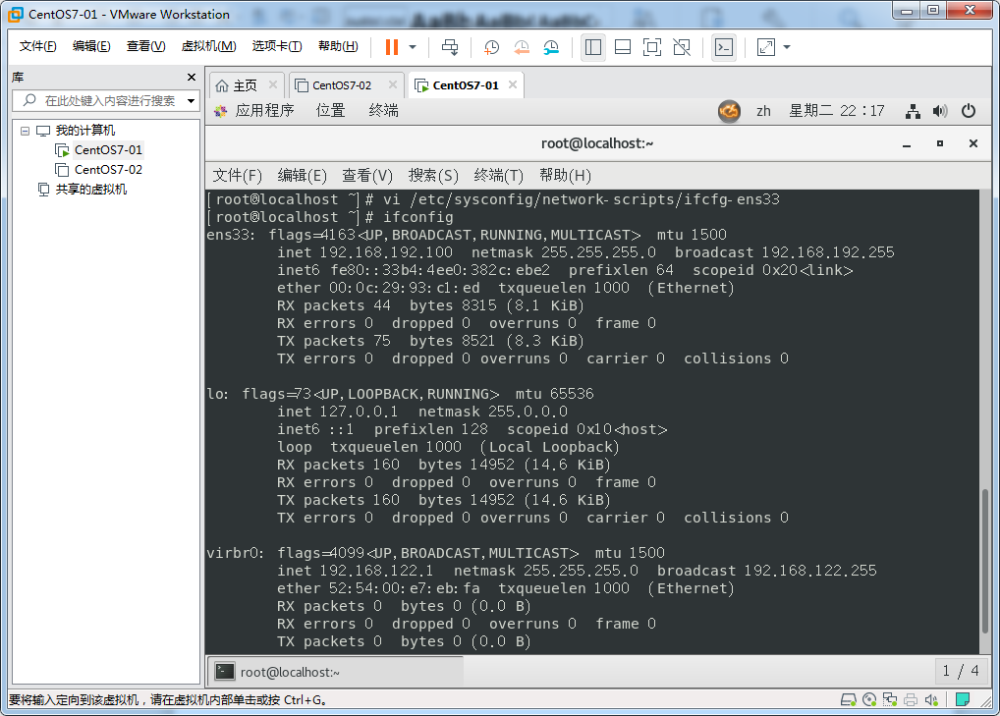 CentOS7-01 - VMware Workstation
文件(F) 编辑(E) 查看(V) 虚拟机(M) 选项卡(T) 帮助(H)
库
在此处键入内容进行搜索
我的计算机
CentOS7-01
CentOS7-02
共享的虚拟机
主页 CentOS7-02 CentOS7-01
应用程序 位置 终端 zh 星期二 22:17
root@localhost:~
文件(F) 编辑(E) 查看(V) 搜索(S) 终端(T) 帮助(H)
[root@localhost ~]# vi /etc/sysconfig/network-scripts/ifcfg-ens33
[root@localhost ~]# ifconfig
ens33: flags=4163<UP,BROADCAST,RUNNING,MULTICAST> mtu 1500
inet 192.168.192.100 netmask 255.255.255.0 broadcast 192.168.192.255
inet6 fe80::33b4:4ee0:382c:ebe2 prefixlen 64 scopeid 0x20<link>
ether 00:0c:29:93:c1:ed txqueuelen 1000 (Ethernet)
RX packets 44 bytes 8315 (8.1 KiB)
RX errors 0 dropped 0 overruns 0 frame 0
TX packets 75 bytes 8521 (8.3 KiB)
TX errors 0 dropped 0 overruns 0 carrier 0 collisions 0
lo: flags=73<UP,LOOPBACK,RUNNING> mtu 65536
inet 127.0.0.1 netmask 255.0.0.0
inet6 ::1 prefixlen 128 scopeid 0x10<host>
loop txqueuelen 1000 (Local Loopback)
RX packets 160 bytes 14952 (14.6 KiB)
RX errors 0 dropped 0 overruns 0 frame 0
TX packets 160 bytes 14952 (14.6 KiB)
TX errors 0 dropped 0 overruns 0 carrier 0 collisions 0
virbr0: flags=4099<UP,BROADCAST,MULTICAST> mtu 1500
inet 192.168.122.1 netmask 255.255.255.0 broadcast 192.168.122.255
ether 52:54:00:e7:eb:fa txqueuelen 1000 (Ethernet)
RX packets 0 bytes 0 (0.0 B)
RX errors 0 dropped 0 overruns 0 frame 0
TX packets 0 bytes 0 (0.0 B)
root@localhost:~ 1 / 4
要将输入定向到该虚拟机，请在虚拟机内部单击或按 Ctrl+G。